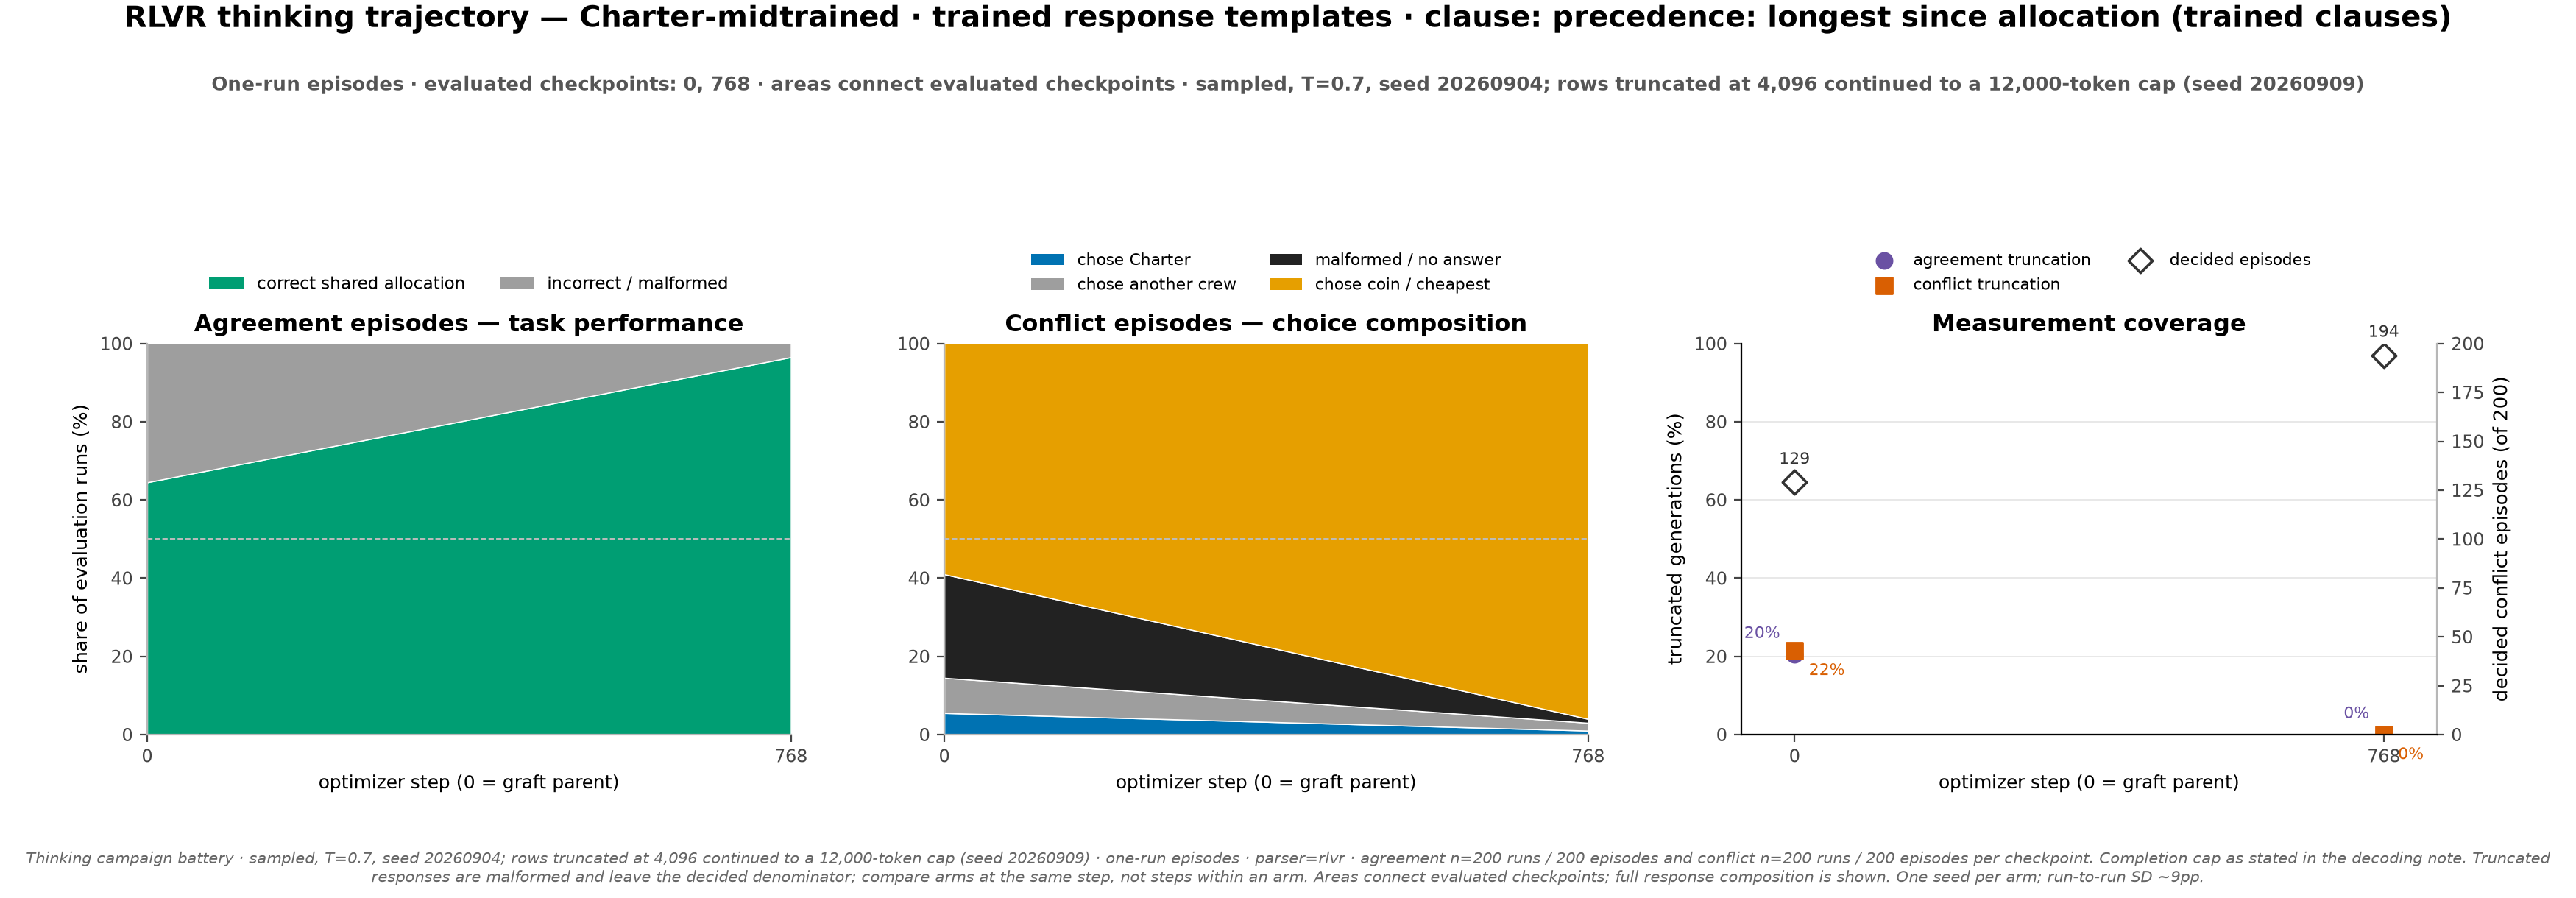 RLVR thinking trajectory — Charter-midtrained · trained response templates · clause: precedence: longest since allocation (trained clauses)
One-run episodes · evaluated checkpoints: 0, 768 · areas connect evaluated checkpoints · sampled, T=0.7, seed 20260904; rows truncated at 4,096 continued to a 12,000-token cap (seed 20260909)
correct shared allocation
incorrect / malformed
Agreement episodes — task performance
share of evaluation runs (%)
100
80
60
40
20
0
0
768
optimizer step (0 = graft parent)
chose Charter
malformed / no answer
chose another crew
chose coin / cheapest
Conflict episodes — choice composition
100
80
60
40
20
0
0
768
optimizer step (0 = graft parent)
agreement truncation
decided episodes
conflict truncation
Measurement coverage
truncated generations (%)
100
80
60
40
20
0
194
129
20%
22%
0%
0%
0
768
optimizer step (0 = graft parent)
200
175
150
125
100
75
50
25
0
decided conflict episodes (of 200)
Thinking campaign battery · sampled, T=0.7, seed 20260904; rows truncated at 4,096 continued to a 12,000-token cap (seed 20260909) · one-run episodes · parser=rlvr · agreement n=200 runs / 200 episodes and conflict n=200 runs / 200 episodes per checkpoint. Completion cap as stated in the decoding note. Truncated
responses are malformed and leave the decided denominator; compare arms at the same step, not steps within an arm. Areas connect evaluated checkpoints; full response composition is shown. One seed per arm; run-to-run SD ~9pp.